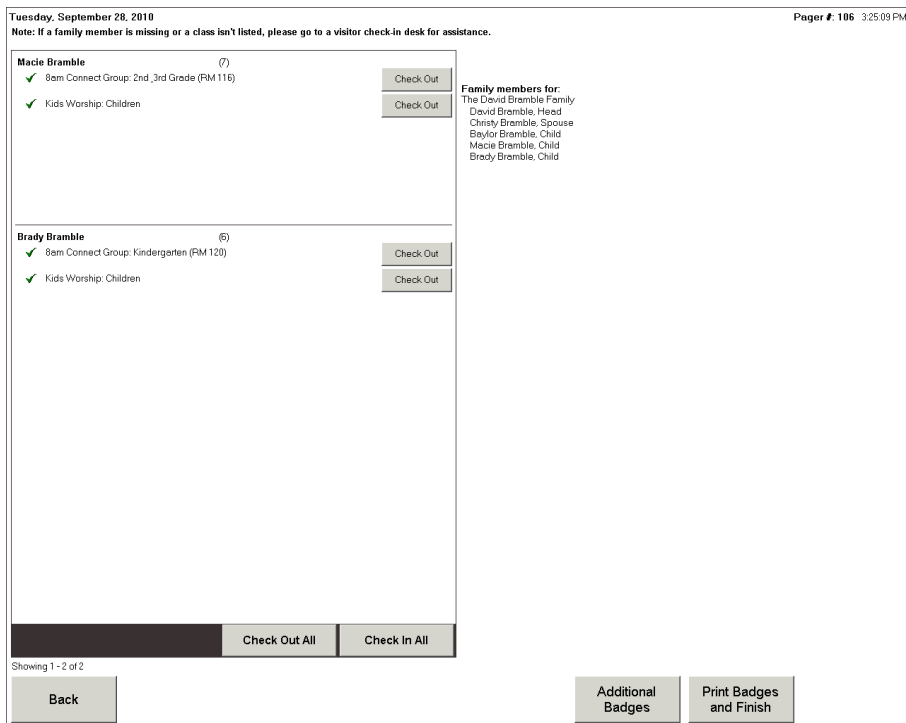 Tuesday, September 28, 2010
Pager #: 106 3:25:09 PM
Note: If a family member is missing or a class isn't listed, please go to a visitor check-in desk for assistance.
Macie Bramble (7)
8am Connect Group: 2nd ,3rd Grade (RM 116) Check Out
Kids Worship: Children Check Out
Brady Bramble (6)
8am Connect Group: Kindergarten (RM 120) Check Out
Kids Worship: Children Check Out
Check Out All Check In All
Showing 1 - 2 of 2
Family members for:
The David Bramble Family
David Bramble, Head
Christy Bramble, Spouse
Baylor Bramble, Child
Macie Bramble, Child
Brady Bramble, Child
Back
Additional
Badges
Print Badges
and Finish